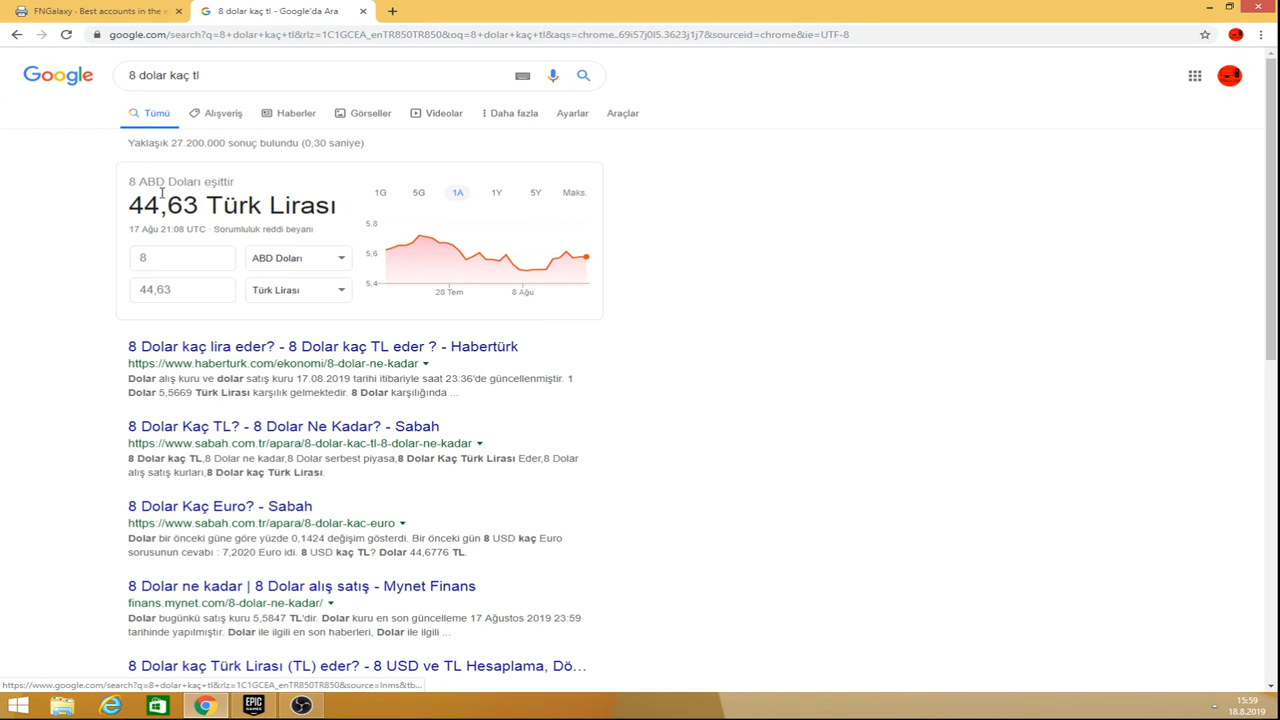 FNGalaxy - Best accounts in the
8 dolar kaç tl - Google'da Ara
google.com/search?q=8+dolar+kaç+tl&rlz=1C1GCEA_enTR850TR850&oq=8+dolar+kaç+tl&aqs=chrome..69i57j0l5.3623j1j7&sourceid=chrome&ie=UTF-8
Google
8 dolar kaç tl
Tümü Alışveriş Haberler Görseller Videolar Daha fazla Ayarlar Araçlar
Yaklaşık 27.200.000 sonuç bulundu (0,30 saniye)
8 ABD Doları eşittir
44,63 Türk Lirası
17 Ağu 21:08 UTC · Sorumluluk reddi beyanı
8 ABD Doları
44,63 Türk Lirası
1G 5G 1A 1Y 5Y Maks.
5,8
5,6
5,4
28 Tem 8 Ağu
8 Dolar kaç lira eder? - 8 Dolar kaç TL eder ? - Habertürk
https://www.haberturk.com/ekonomi/8-dolar-ne-kadar
Dolar alış kuru ve dolar satış kuru 17.08.2019 tarihi itibariyle saat 23:36'de güncellenmiştir. 1
Dolar 5,5669 Türk Lirası karşılık gelmektedir. 8 Dolar karşılığında ...
8 Dolar Kaç TL? - 8 Dolar Ne Kadar? - Sabah
https://www.sabah.com.tr/apara/8-dolar-kac-tl-8-dolar-ne-kadar
8 Dolar kaç TL,8 Dolar ne kadar,8 Dolar serbest piyasa,8 Dolar Kaç Türk Lirası Eder,8 Dolar
alış satış kurları,8 Dolar kaç Türk Lirası.
8 Dolar Kaç Euro? - Sabah
https://www.sabah.com.tr/apara/8-dolar-kac-euro
Dolar bir önceki güne göre yüzde 0,1424 değişim gösterdi. Bir önceki gün 8 USD kaç Euro
sorusunun cevabı : 7,2020 Euro idi. 8 USD kaç TL? Dolar 44,6776 TL.
8 Dolar ne kadar | 8 Dolar alış satış - Mynet Finans
finans.mynet.com/8-dolar-ne-kadar/
Dolar bugünkü satış kuru 5,5847 TL'dir. Dolar kuru en son güncelleme 17 Ağustos 2019 23:59
tarihinde yapılmıştır. Dolar ile ilgili en son haberleri, Dolar ile ilgili ...
8 Dolar kaç Türk Lirası (TL) eder? - 8 USD ve TL Hesaplama, Dö...
https://www.google.com/search?q=8+dolar+kaç+tl&rlz=1C1GCEA_enTR850TR850&source=lnms&tb...
EPIC GAMES
15:59
18.8.2019